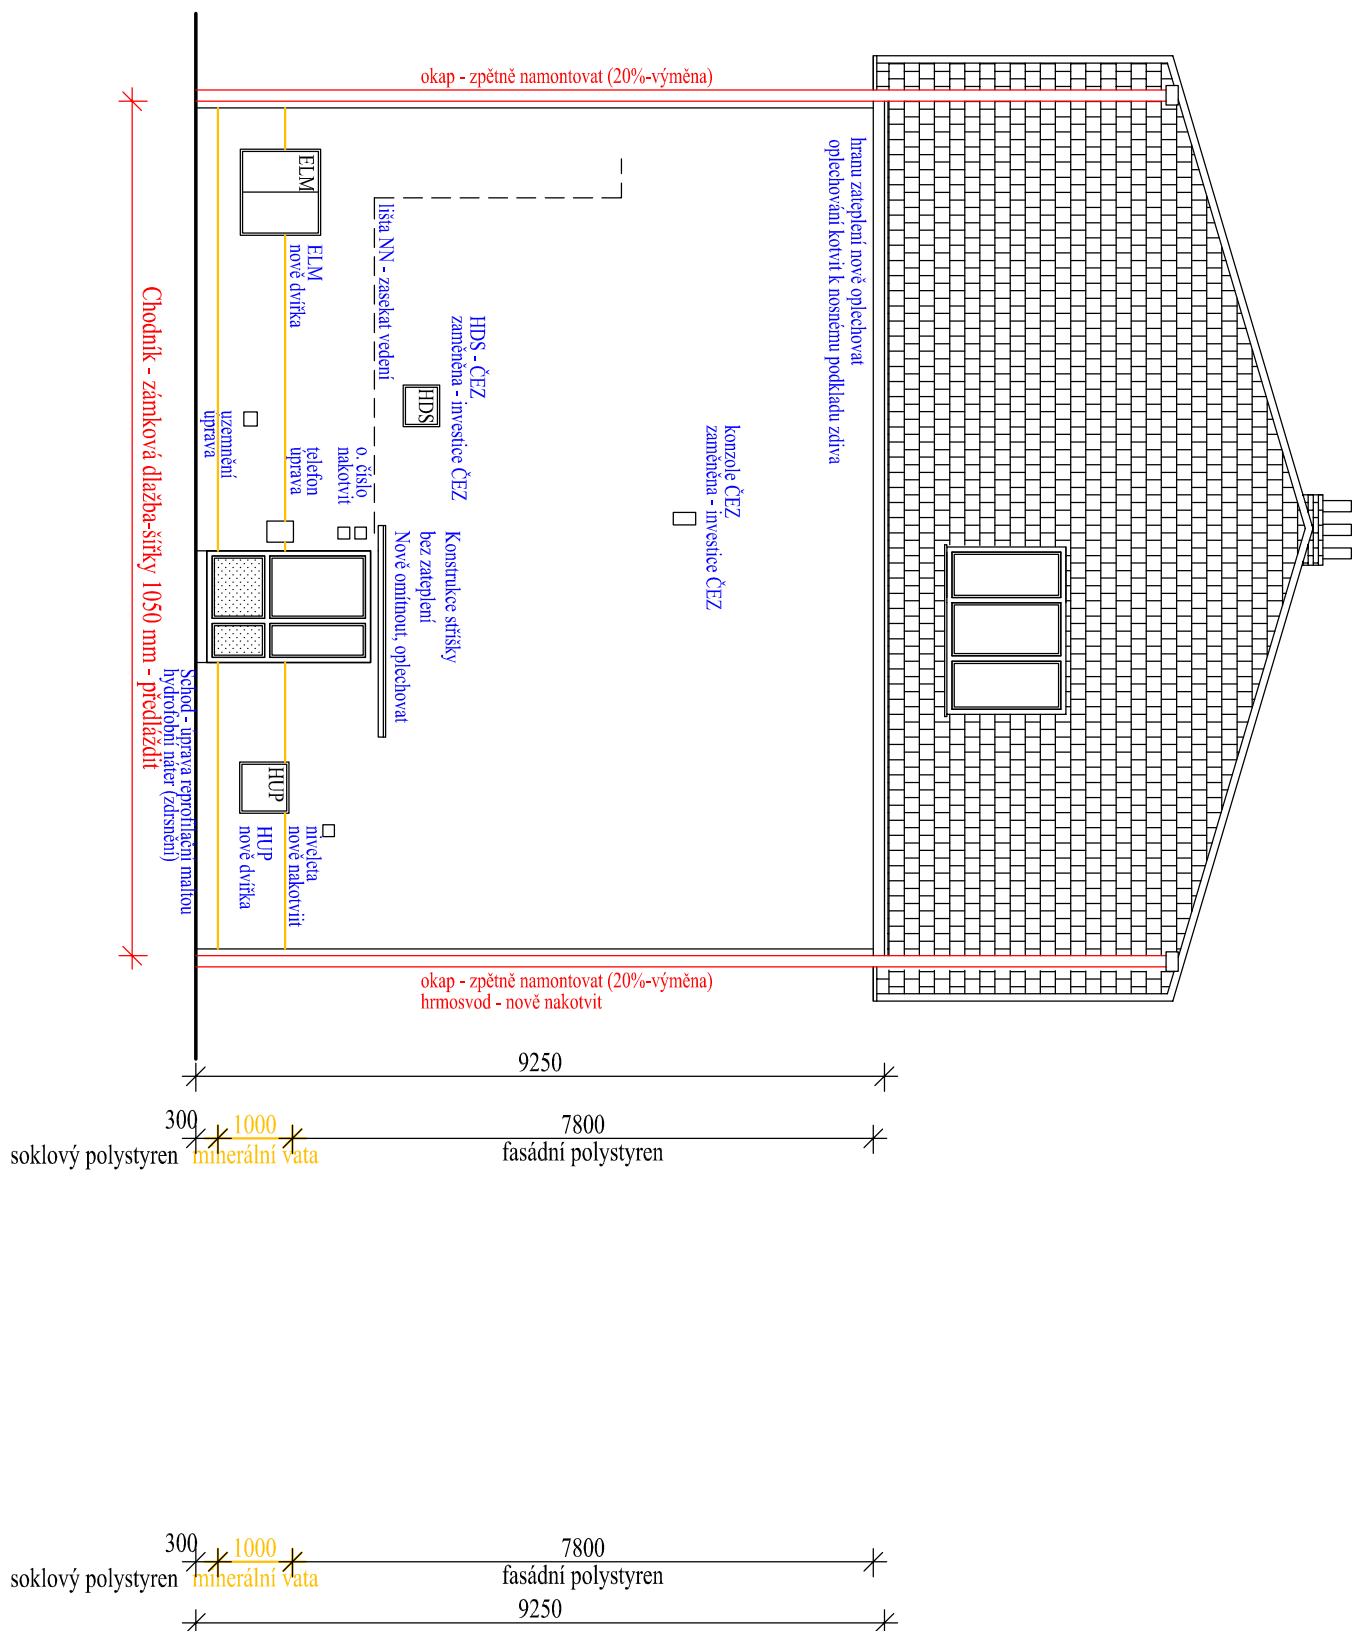 okap - zpětně namontovat (20%-výměna)
hranu zateplení nově oplechovat
oplechování kotvit k nosnému podkladu zdiva
ELM
ELM
nově dvířka
lišta NN - zasekat vedení
HDS - ČEZ
zaměněna - investice ČEZ
HDS
konzole ČEZ
zaměněna - investice ČEZ
uzemnění
úprava
telefon
úprava
o. číslo
nakotvit
Konstrukce stříšky
bez zateplení
Nově omítnout, oplechovat
Chodník - zámková dlažba-šířky 1050 mm - předláždit
Schod - úprava reprofilační maltou
hydrofobní nátěr (zdrsnění)
HUP
HUP
nově dvířka
niveleta
nově nakotviit
okap - zpětně namontovat (20%-výměna)
hrmosvod - nově nakotvit
9250
300
1000
7800
soklový polystyren
minerální vata
fasádní polystyren
300
1000
7800
soklový polystyren
minerální vata
fasádní polystyren
9250